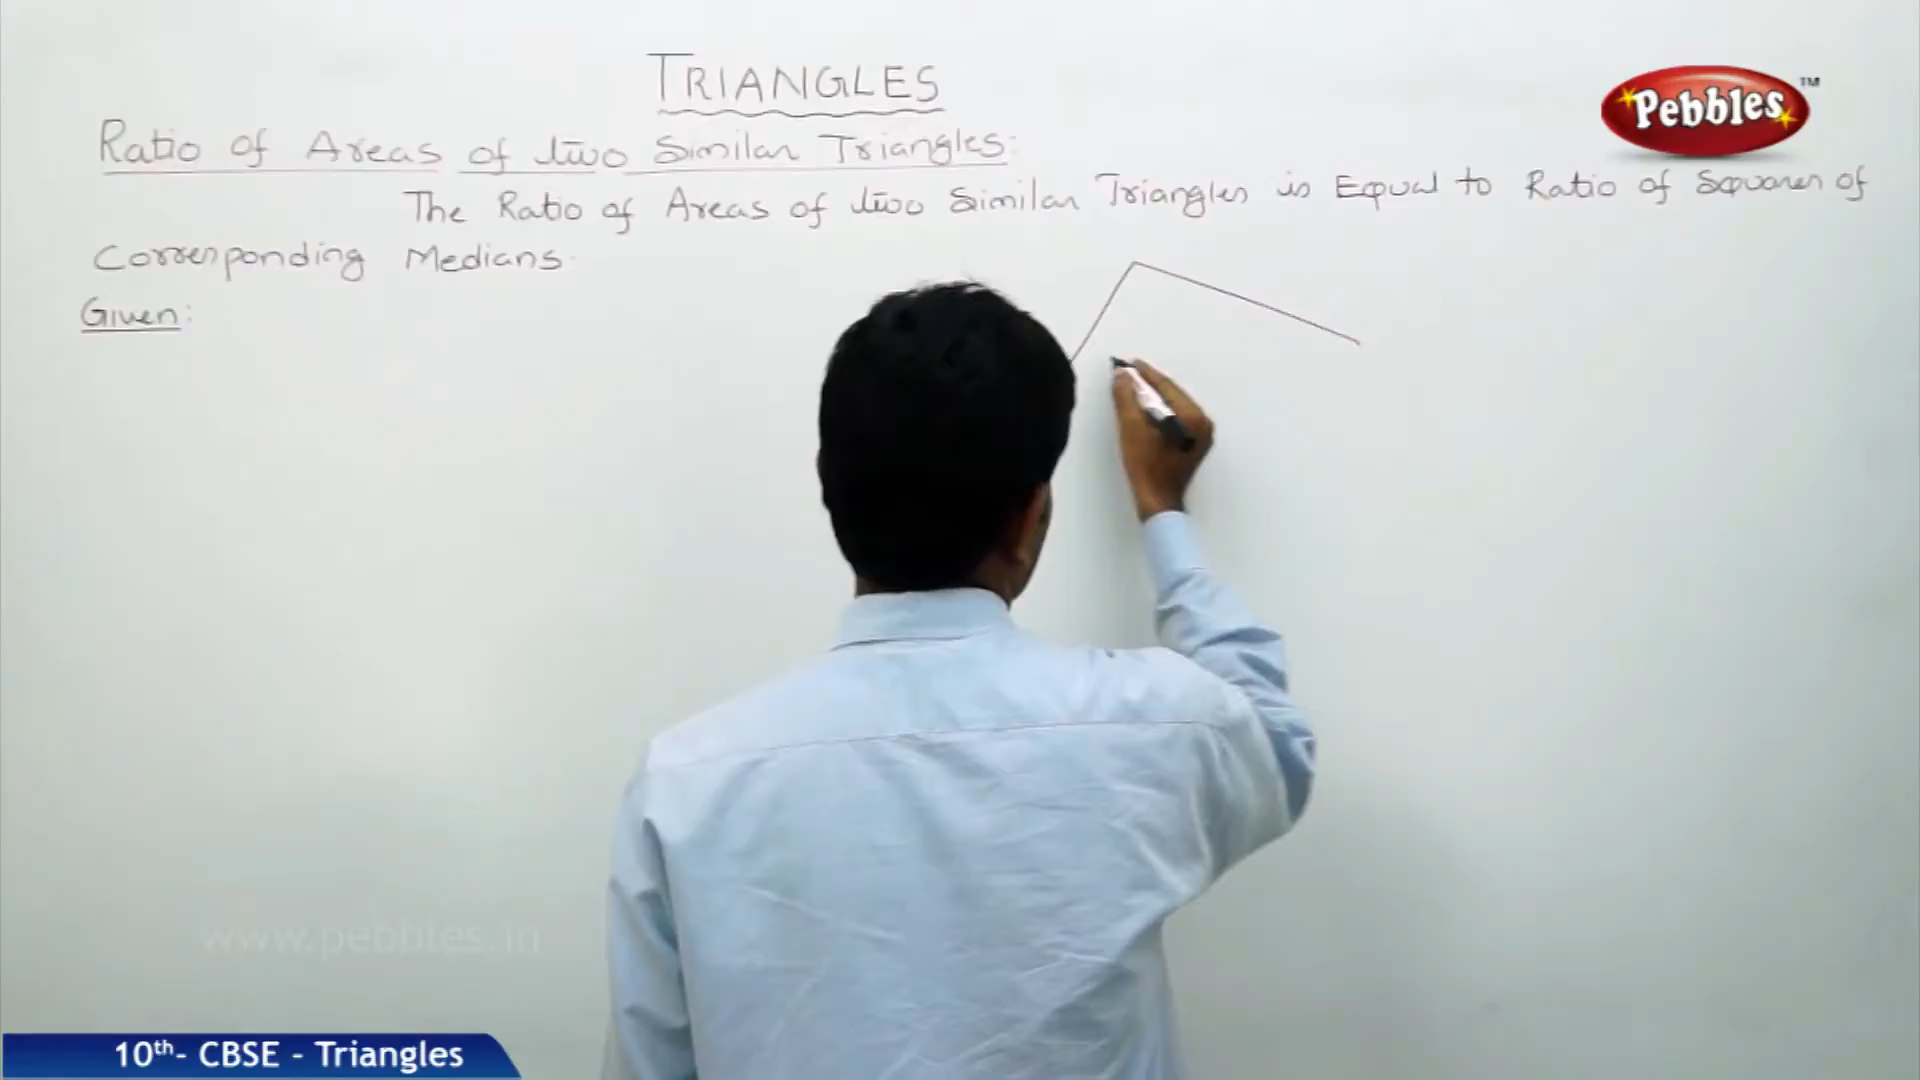 TRIANGLES
Pebbles™
Ratio of Areas of two Similar Triangles:
The Ratio of Areas of two Similar Triangles is Equal to Ratio of Squares of
Corresponding Medians.
Given:
www.pebbles.in
10th- CBSE - Triangles